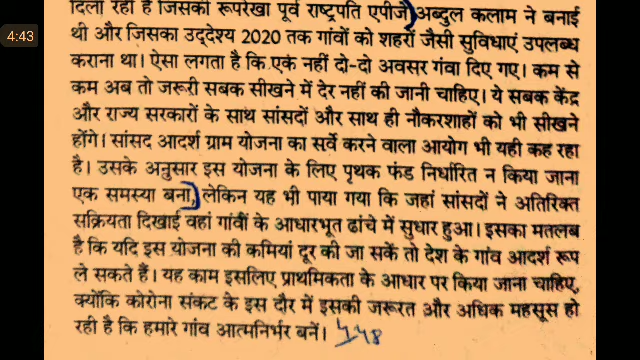 4:43
दिला रही है जिसकी रूपरेखा पूर्व राष्ट्रपति एपीजे अब्दुल कलाम ने बनाई
थी और जिसका उद्देश्य 2020 तक गांवों को शहरों जैसी सुविधाएं उपलब्ध
कराना था। ऐसा लगता है कि एक नहीं दो-दो अवसर गंवा दिए गए। कम से
कम अब तो जरूरी सबक सीखने में देर नहीं की जानी चाहिए। ये सबक केंद्र
और राज्य सरकारों के साथ सांसदों और साथ ही नौकरशाहों को भी सीखने
होंगे। सांसद आदर्श ग्राम योजना का सर्वे करने वाला आयोग भी यही कह रहा
है। उसके अनुसार इस योजना के लिए पृथक फंड निर्धारित न किया जाना
एक समस्या बना, लेकिन यह भी पाया गया कि जहां सांसदों ने अतिरिक्त
सक्रियता दिखाई वहां गांवों के आधारभूत ढांचे में सुधार हुआ। इसका मतलब
है कि यदि इस योजना की कमियां दूर की जा सकें तो देश के गांव आदर्श रूप
ले सकते हैं। यह काम इसलिए प्राथमिकता के आधार पर किया जाना चाहिए,
क्योंकि कोरोना संकट के इस दौर में इसकी जरूरत और अधिक महसूस हो
रही है कि हमारे गांव आत्मनिर्भर बनें।